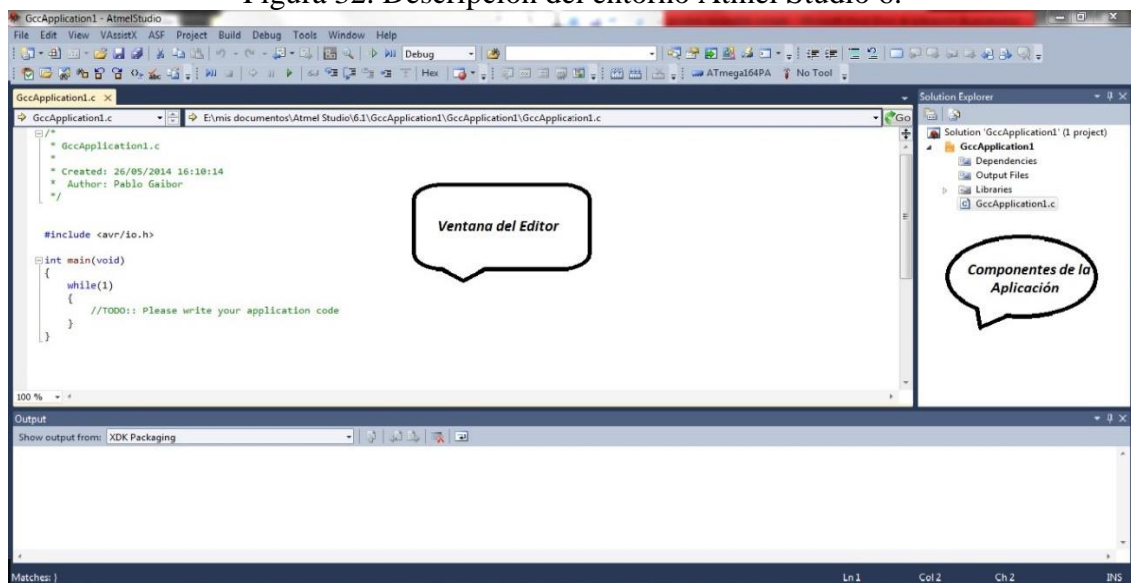 Figura 32. Descripción del entorno Atmel Studio 6.
GccApplication1 - AtmelStudio
File Edit View VAssistX ASF Project Build Debug Tools Window Help
Debug
Hex ATmega164PA No Tool
GccApplication1.c
GccApplication1.c E:\mis documentos\Atmel Studio\6.1\GccApplication1\GccApplication1\GccApplication1.c Go
/*
* GccApplication1.c
*
* Created: 26/05/2014 16:10:14
* Author: Pablo Gaibor
*/
#include <avr/io.h>
int main(void)
{
while(1)
{
//TODO:: Please write your application code
}
}
Ventana del Editor
100 %
Solution Explorer
Solution 'GccApplication1' (1 project)
GccApplication1
Dependencies
Output Files
Libraries
GccApplication1.c
Componentes de la
Aplicación
Output
Show output from: XDK Packaging
Matches: } Ln 1 Col 2 Ch 2 INS